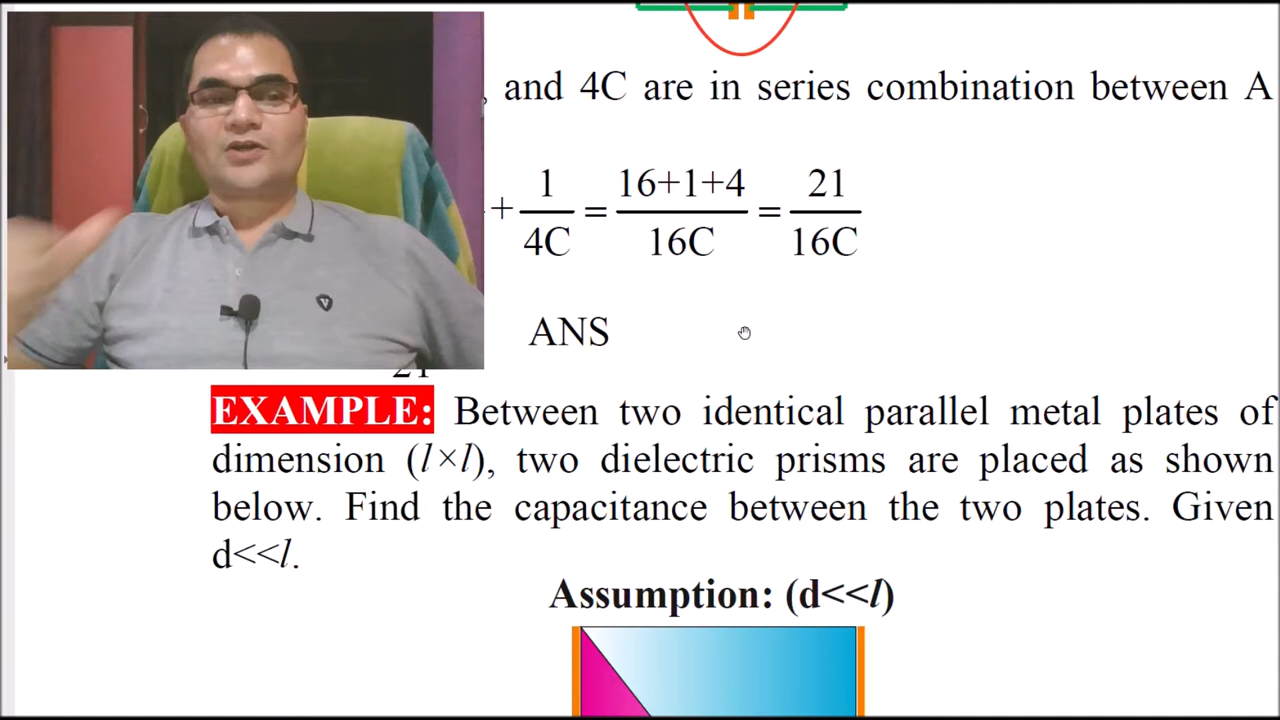 and 4C are in series combination between A
+ 1/4C = 16+1+4/16C = 21/16C
ANS
21
EXAMPLE: Between two identical parallel metal plates of
dimension (l×l), two dielectric prisms are placed as shown
below. Find the capacitance between the two plates. Given
d<<l.
Assumption: (d<<l)